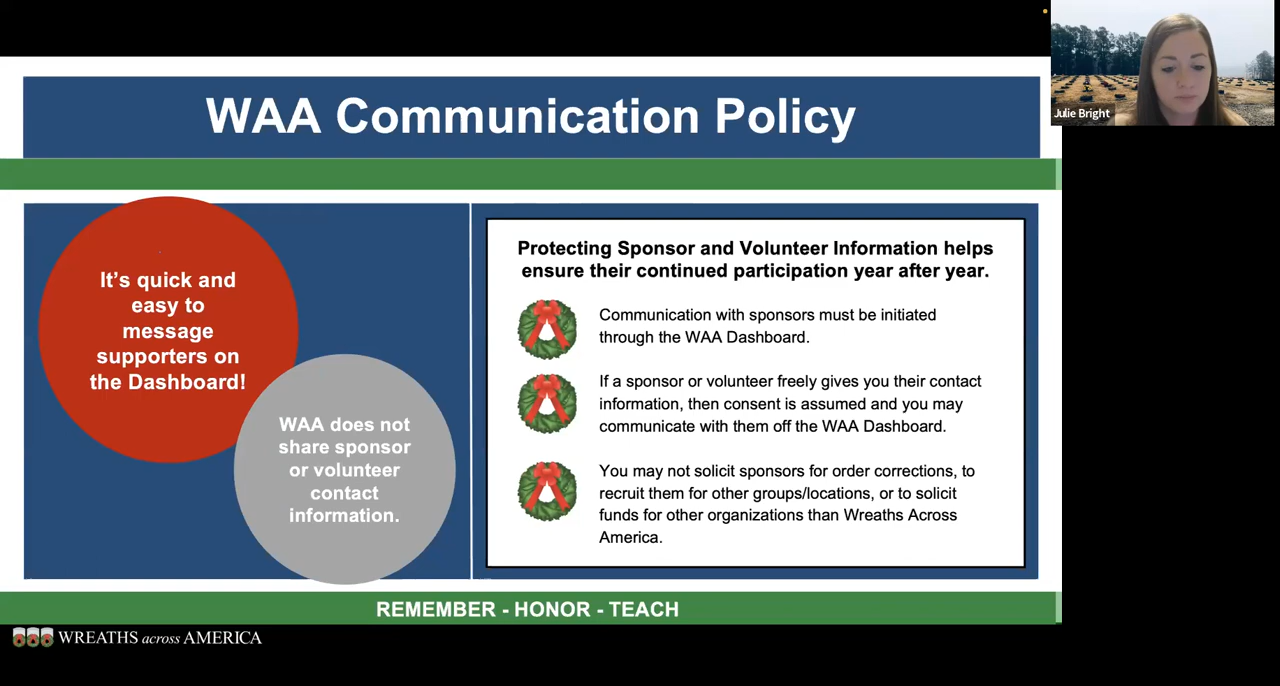 WAA Communication Policy
Julie Bright
It's quick and
easy to
message
supporters on
the Dashboard!
WAA does not
share sponsor
or volunteer
contact
information.
Protecting Sponsor and Volunteer Information helps
ensure their continued participation year after year.
Communication with sponsors must be initiated
through the WAA Dashboard.
If a sponsor or volunteer freely gives you their contact
information, then consent is assumed and you may
communicate with them off the WAA Dashboard.
You may not solicit sponsors for order corrections, to
recruit them for other groups/locations, or to solicit
funds for other organizations than Wreaths Across
America.
REMEMBER - HONOR - TEACH
WREATHS across AMERICA